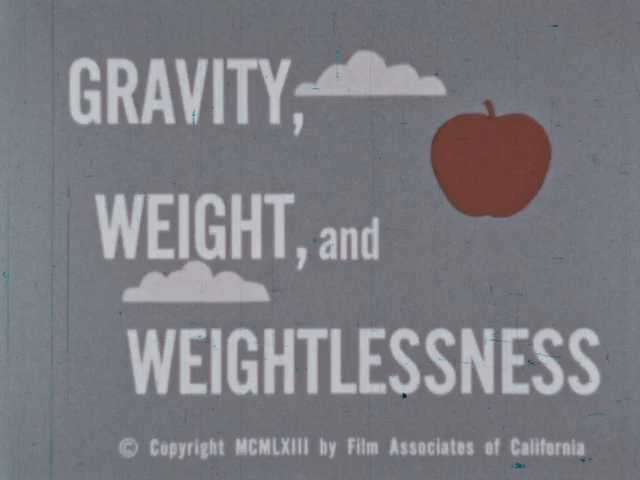 GRAVITY,
WEIGHT, and
WEIGHTLESSNESS
© Copyright MCMLXIII by Film Associates of California